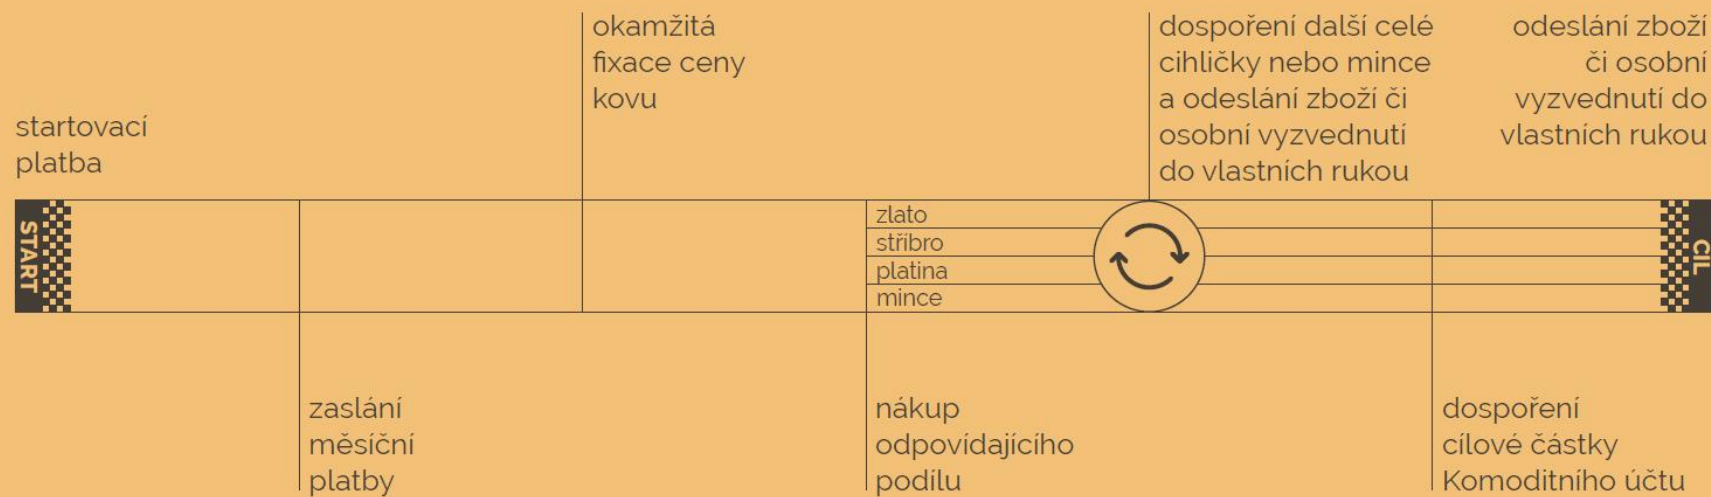 startovací
platba
okamžitá
fixace ceny
kovu
dospoření další celé
cihličky nebo mince
a odeslání zboží či
osobní vyzvednutí
do vlastních rukou
odeslání zboží
či osobní
vyzvednutí do
vlastních rukou
START
zlato
stříbro
platina
mince
CÍL
zaslání
měsíční
platby
nákup
odpovídajícího
podílu
dospoření
cílové částky
Komoditního účtu